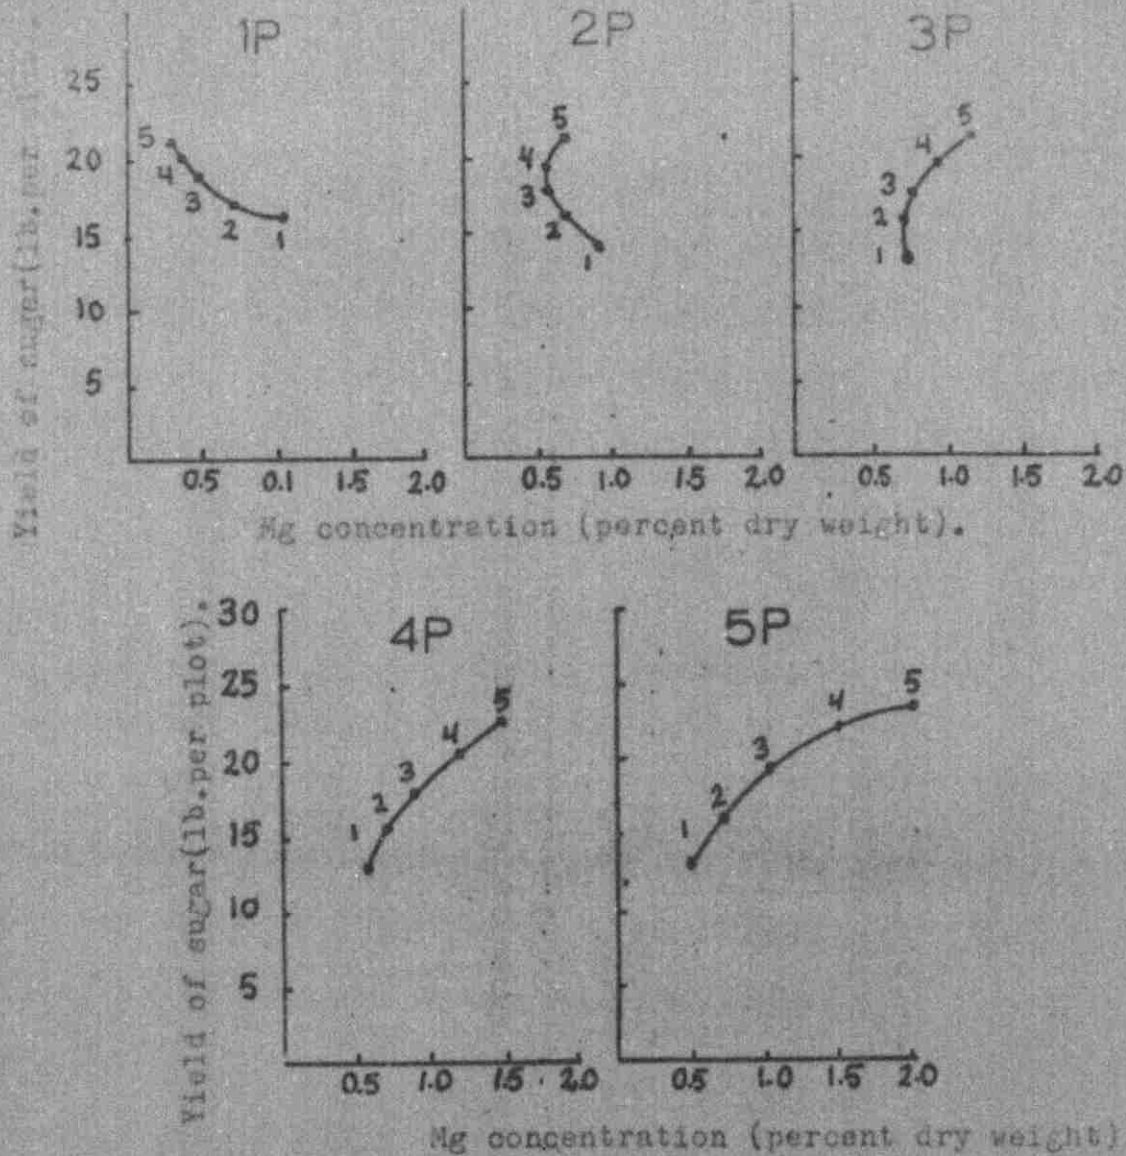 1P 2P 3P
Yield of sugar(lb.per
25
20
15
10
5
5 4 3 2 1
5 4 3 2 1
5 4 3 2 1
0.5 0.1 1.5 2.0 0.5 1.0 1.5 2.0 0.5 1.0 1.5 2.0
Mg concentration (percent dry weight).
4P 5P
Yield of sugar(lb.per plot).
30
25
20
15
10
5
5 4 3 2 1
5 4 3 2 1
0.5 1.0 1.5 2.0 0.5 1.0 1.5 2.0
Mg concentration (percent dry weight)